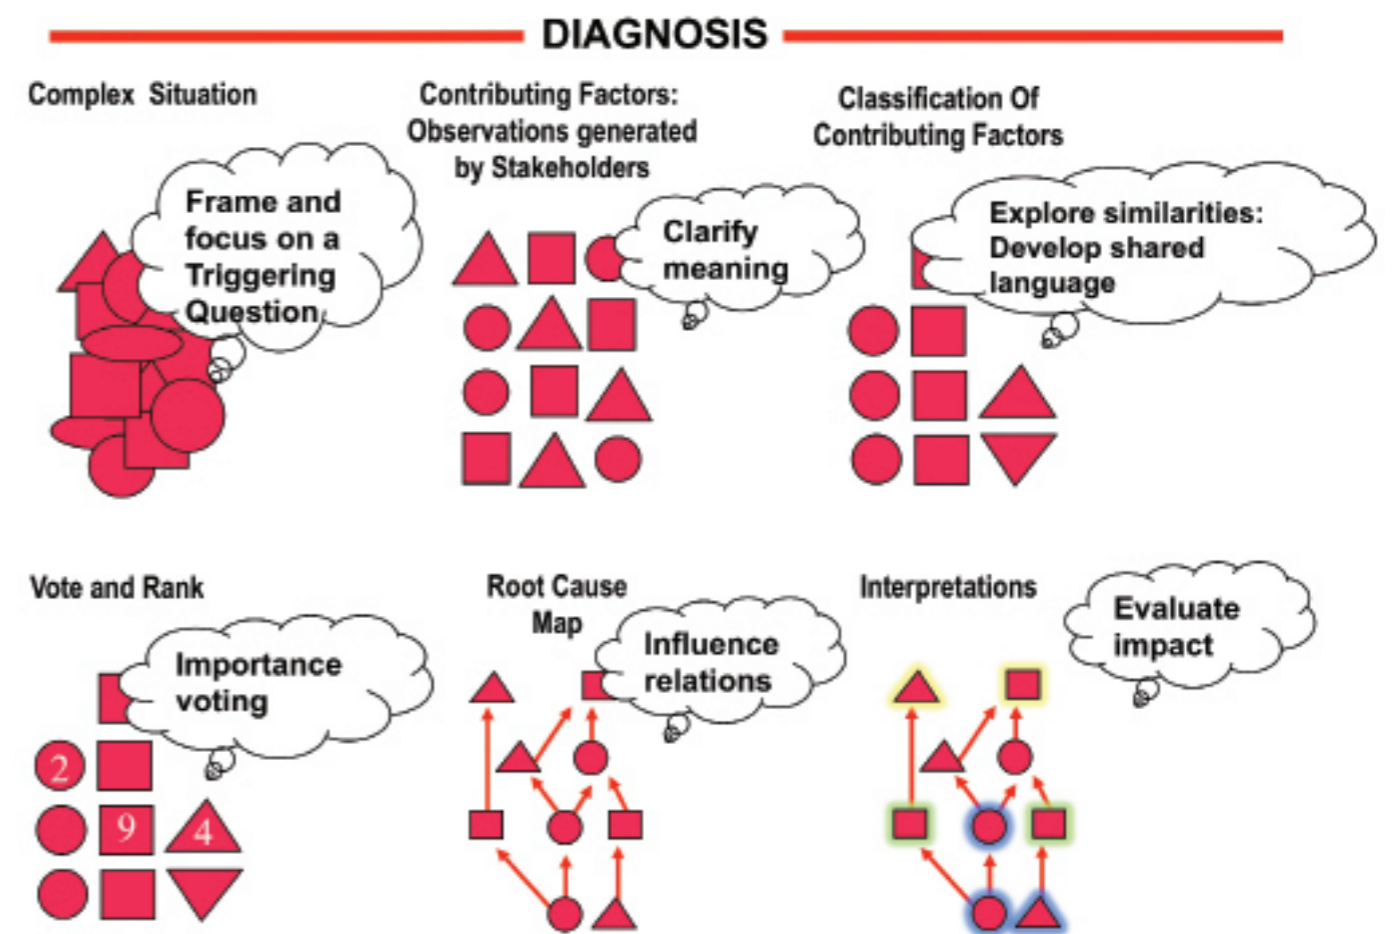 DIAGNOSIS
Complex Situation
Frame and
focus on a
Triggering
Question
Contributing Factors:
Observations generated
by Stakeholders
Clarify
meaning
Classification Of
Contributing Factors
Explore similarities:
Develop shared
language
Vote and Rank
Importance
voting
2
9
4
Root Cause
Map
Influence
relations
Interpretations
Evaluate
impact